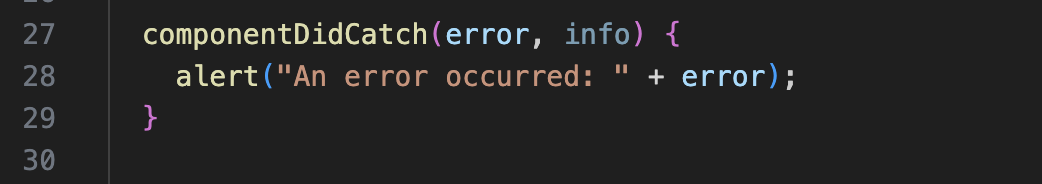 27 componentDidCatch(error, info) {
28 alert("An error occurred: " + error);
29 }
30